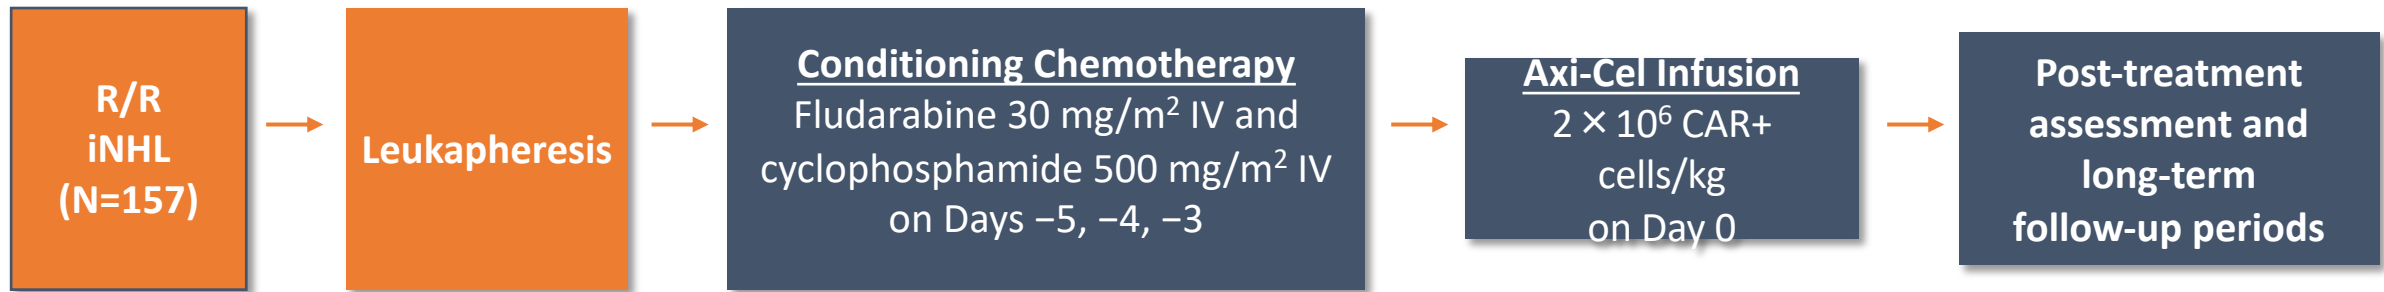 R/R
iNHL
(N=157)
Leukapheresis
Conditioning Chemotherapy
Fludarabine 30 mg/m² IV and
cyclophosphamide 500 mg/m² IV
on Days −5, −4, −3
Axi-Cel Infusion
2 × 10⁶ CAR+
cells/kg
on Day 0
Post-treatment
assessment and
long-term
follow-up periods